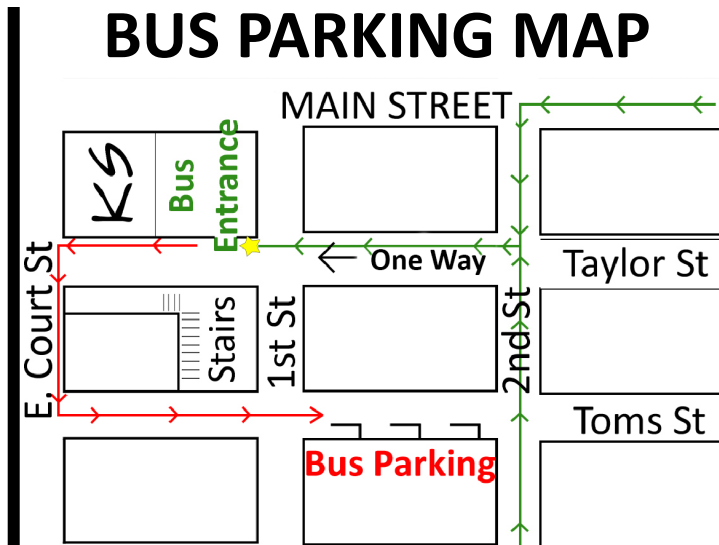 BUS PARKING MAP
MAIN STREET
KS
Bus
Entrance
One Way
Taylor St
E. Court St
Stairs
1st St
2nd St
Toms St
Bus Parking